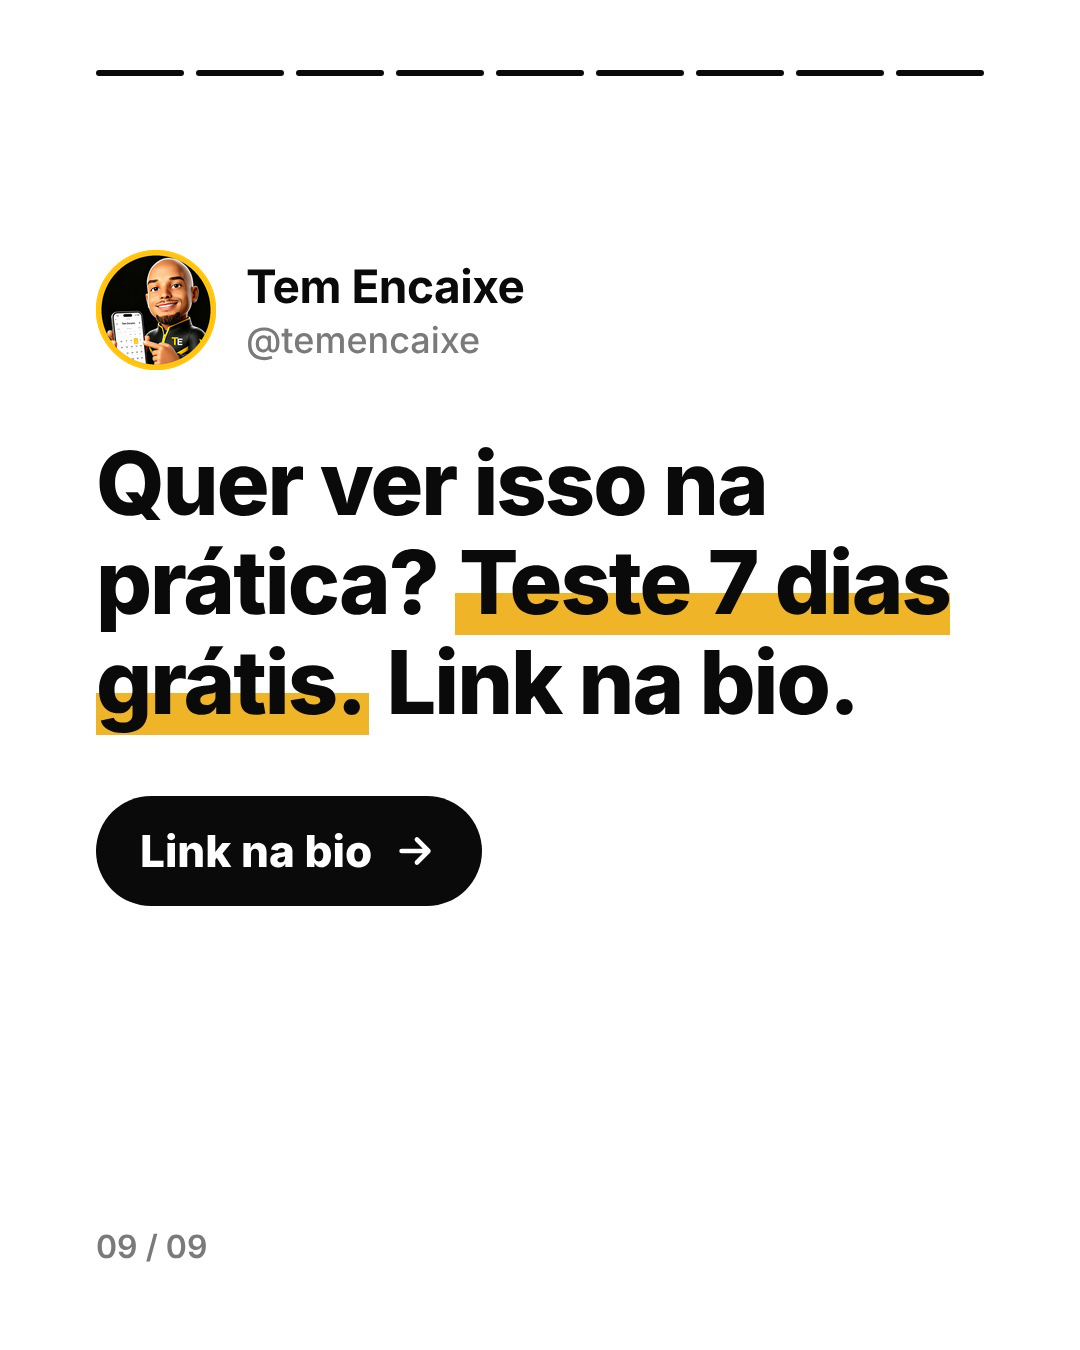 Tem Encaixe
@temencaixe
TE
Quer ver isso na
prática? Teste 7 dias
grátis. Link na bio.
Link na bio →
09 / 09